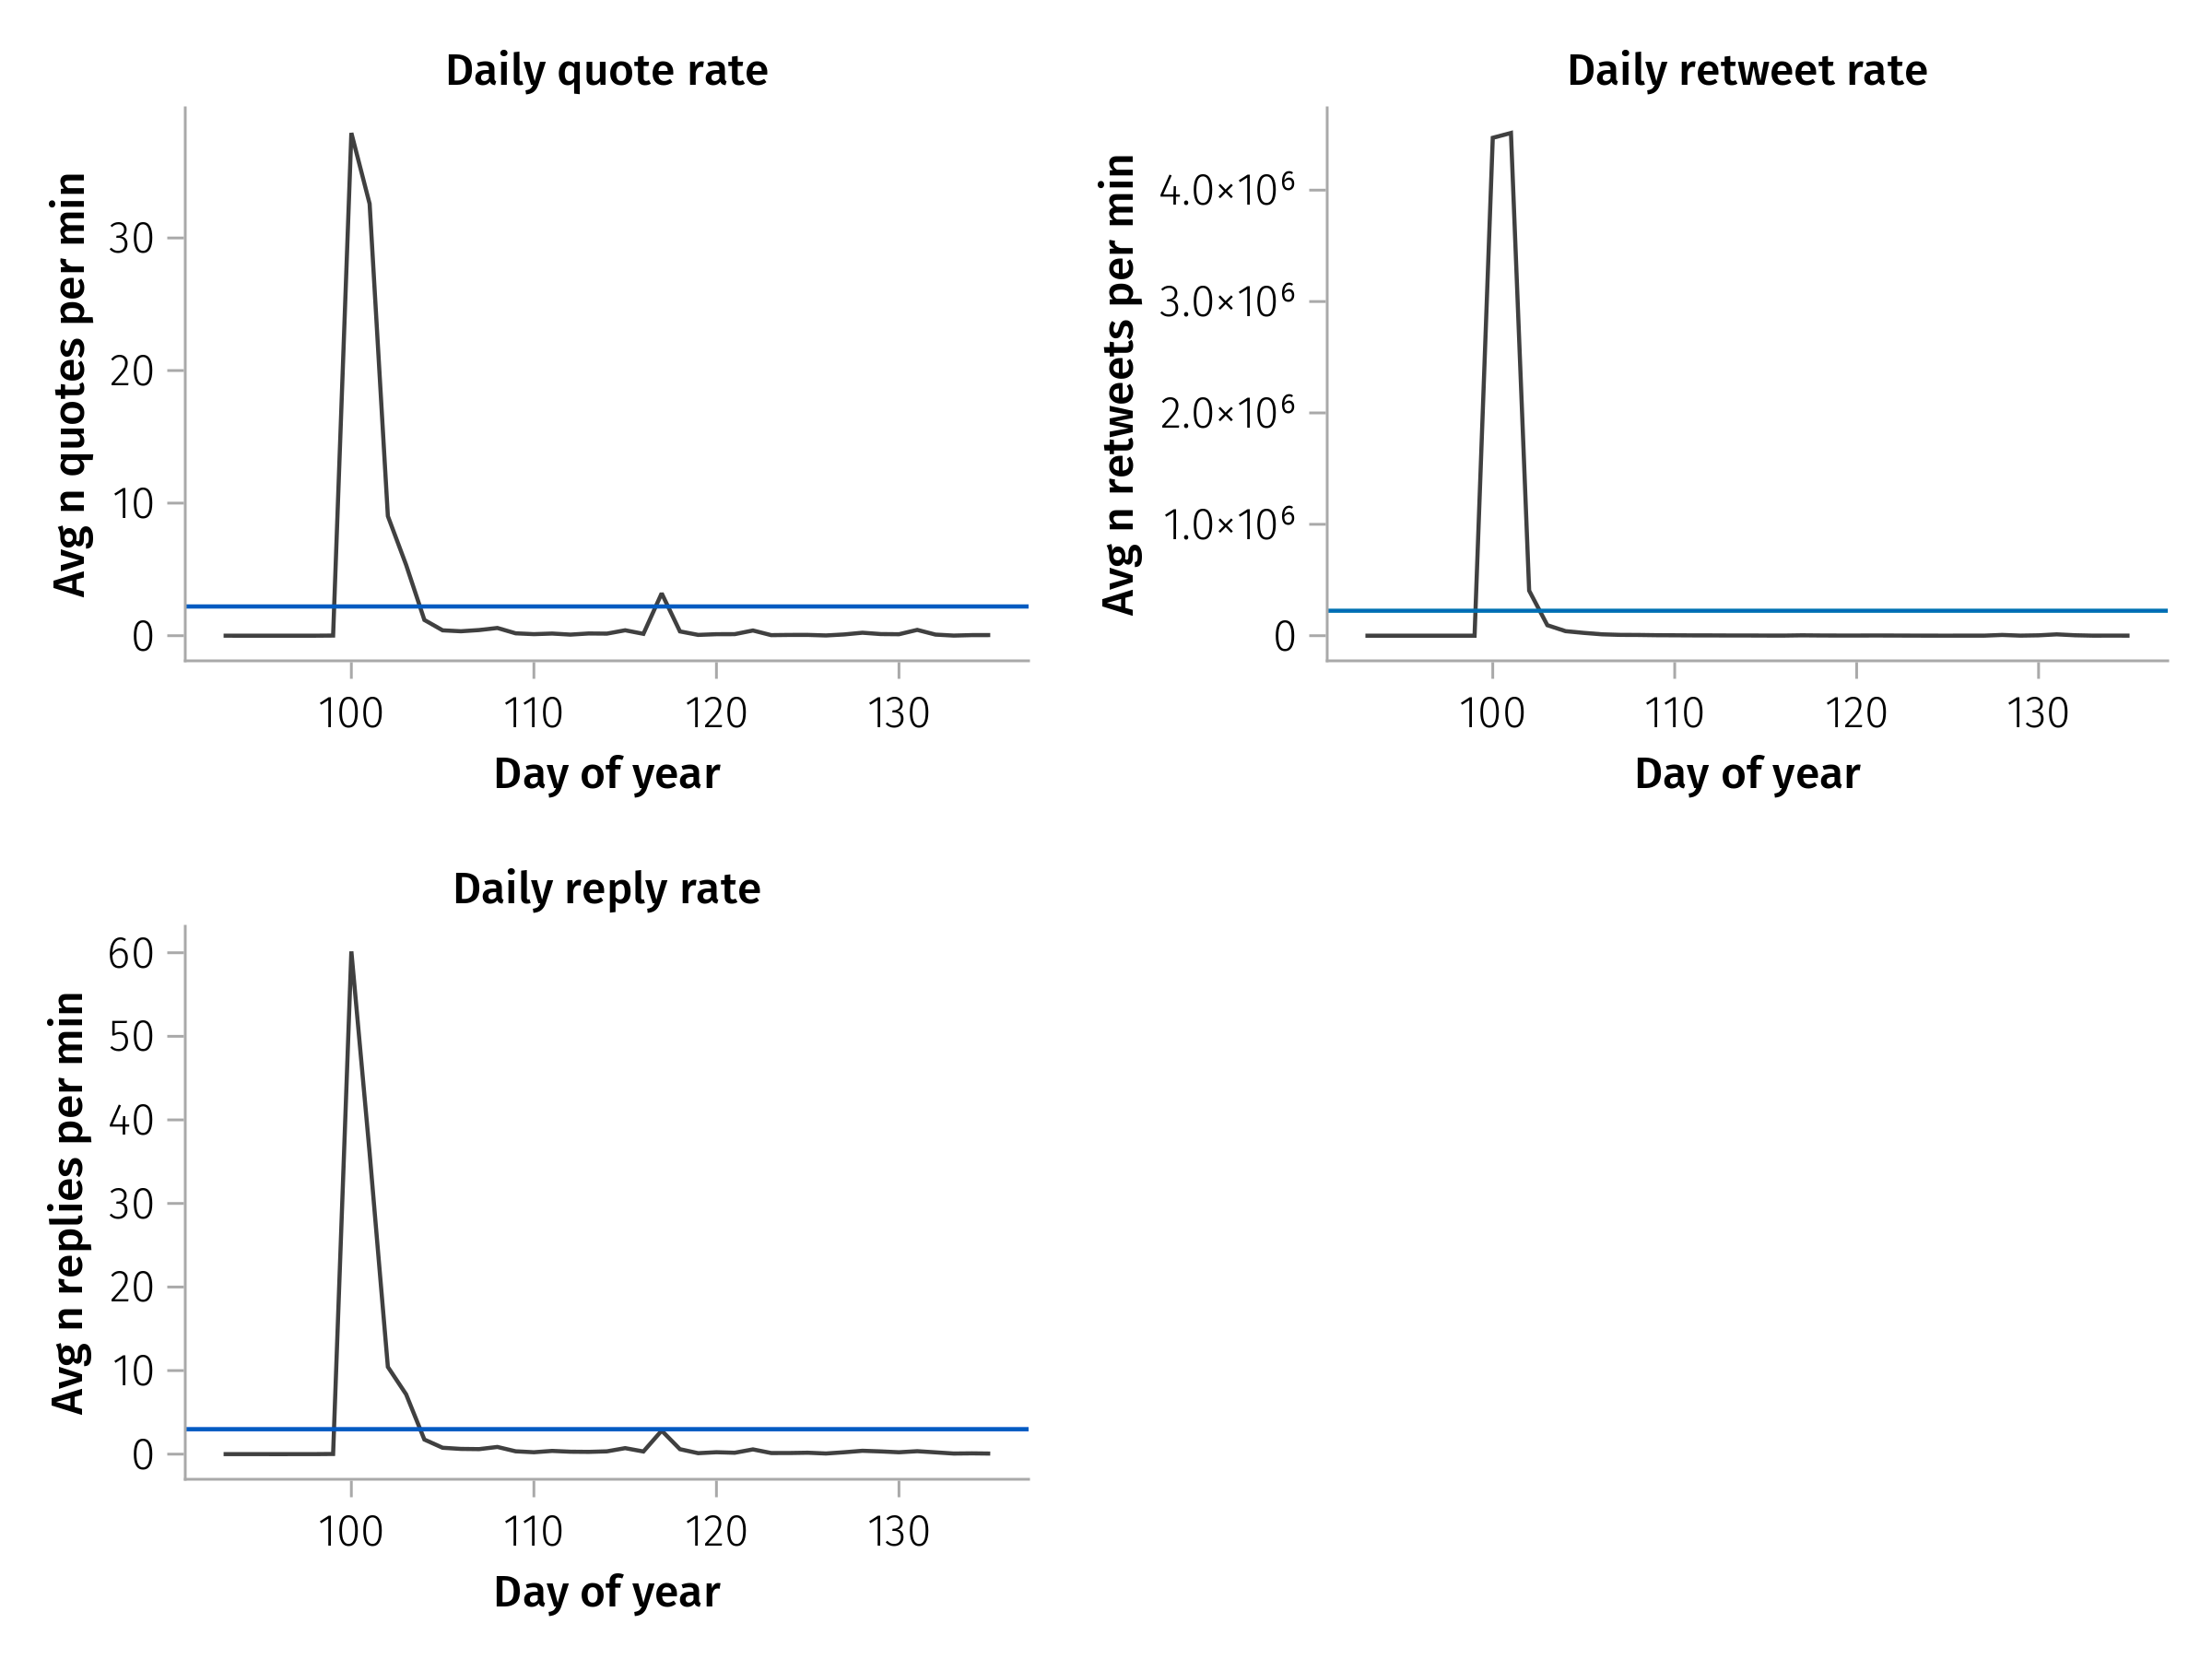 Daily quote rate
Avg n quotes per min
30
20
10
0
100 110 120 130
Day of year
Daily retweet rate
Avg n retweets per min
4.0×10⁶
3.0×10⁶
2.0×10⁶
1.0×10⁶
0
100 110 120 130
Day of year
Daily reply rate
Avg n replies per min
60
50
40
30
20
10
0
100 110 120 130
Day of year